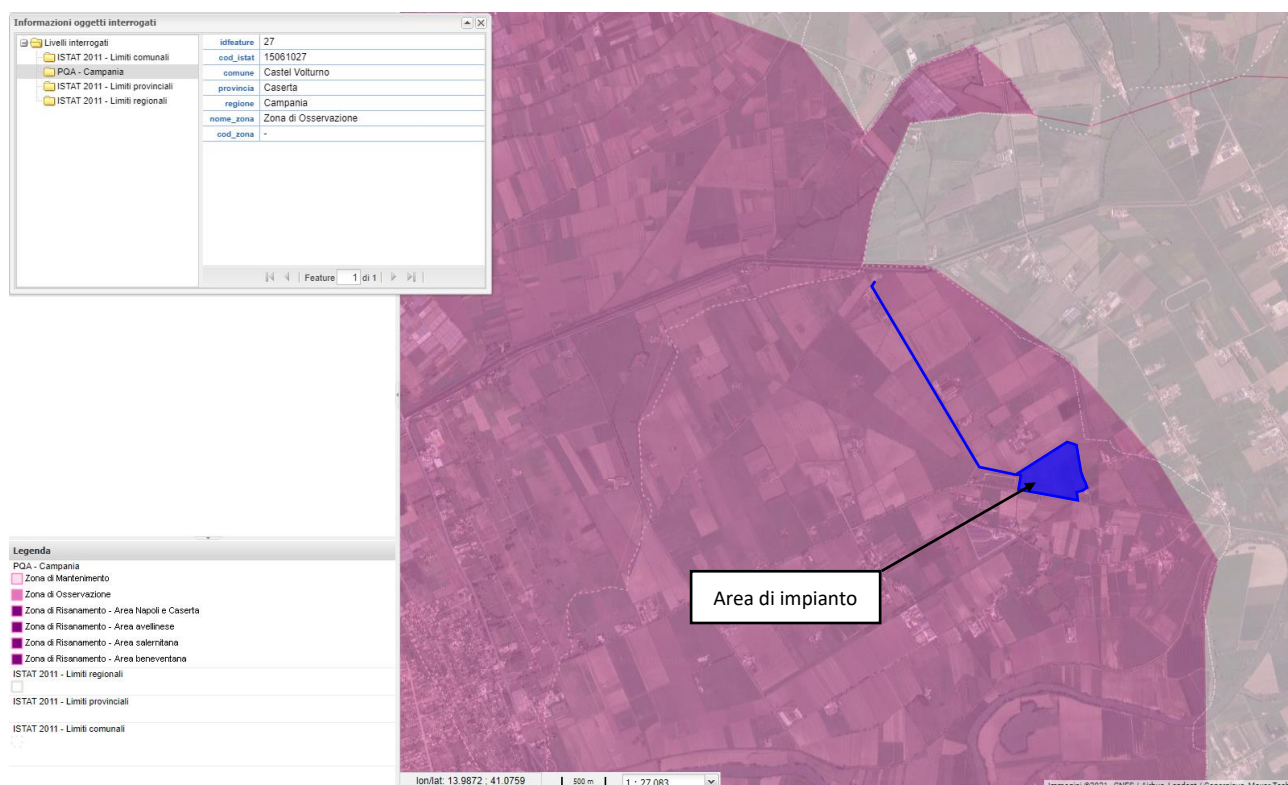 Informazioni oggetti interrogati
Livelli interrogati
ISTAT 2011 - Limiti comunali
PQA - Campania
ISTAT 2011 - Limiti provinciali
ISTAT 2011 - Limiti regionali
idfeature 27
cod_istat 15061027
comune Castel Volturno
provincia Caserta
regione Campania
nome_zona Zona di Osservazione
cod_zona -
Feature 1 di 1
Area di impianto
Legenda
PQA - Campania
Zona di Mantenimento
Zona di Osservazione
Zona di Risanamento - Area Napoli e Caserta
Zona di Risanamento - Area avellinese
Zona di Risanamento - Area salernitana
Zona di Risanamento - Area beneventana
ISTAT 2011 - Limiti regionali
ISTAT 2011 - Limiti provinciali
ISTAT 2011 - Limiti comunali
lon/lat: 13.9872 ; 41.0759
500 m
1 : 27.083